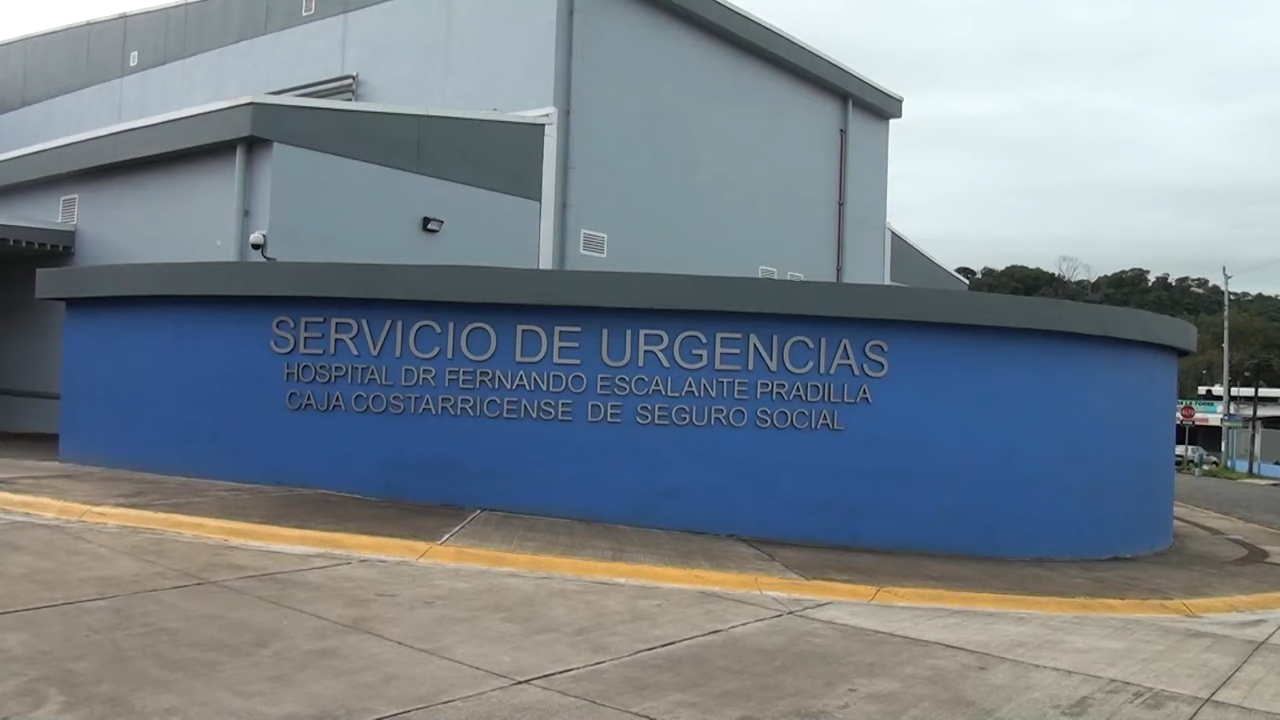 SERVICIO DE URGENCIAS
HOSPITAL DR FERNANDO ESCALANTE PRADILLA
CAJA COSTARRICENSE DE SEGURO SOCIAL